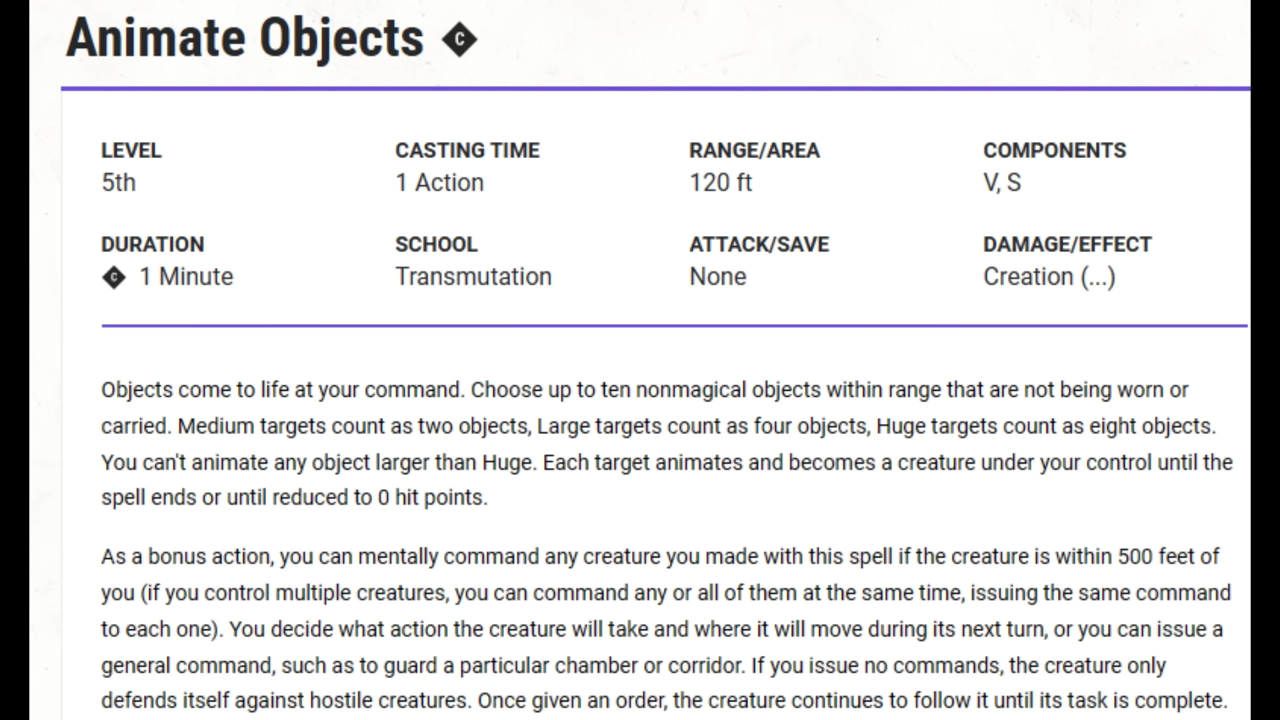 Animate Objects C
LEVEL
5th
CASTING TIME
1 Action
RANGE/AREA
120 ft
COMPONENTS
V, S
DURATION
C 1 Minute
SCHOOL
Transmutation
ATTACK/SAVE
None
DAMAGE/EFFECT
Creation (...)
Objects come to life at your command. Choose up to ten nonmagical objects within range that are not being worn or
carried. Medium targets count as two objects, Large targets count as four objects, Huge targets count as eight objects.
You can't animate any object larger than Huge. Each target animates and becomes a creature under your control until the
spell ends or until reduced to 0 hit points.
As a bonus action, you can mentally command any creature you made with this spell if the creature is within 500 feet of
you (if you control multiple creatures, you can command any or all of them at the same time, issuing the same command
to each one). You decide what action the creature will take and where it will move during its next turn, or you can issue a
general command, such as to guard a particular chamber or corridor. If you issue no commands, the creature only
defends itself against hostile creatures. Once given an order, the creature continues to follow it until its task is complete.